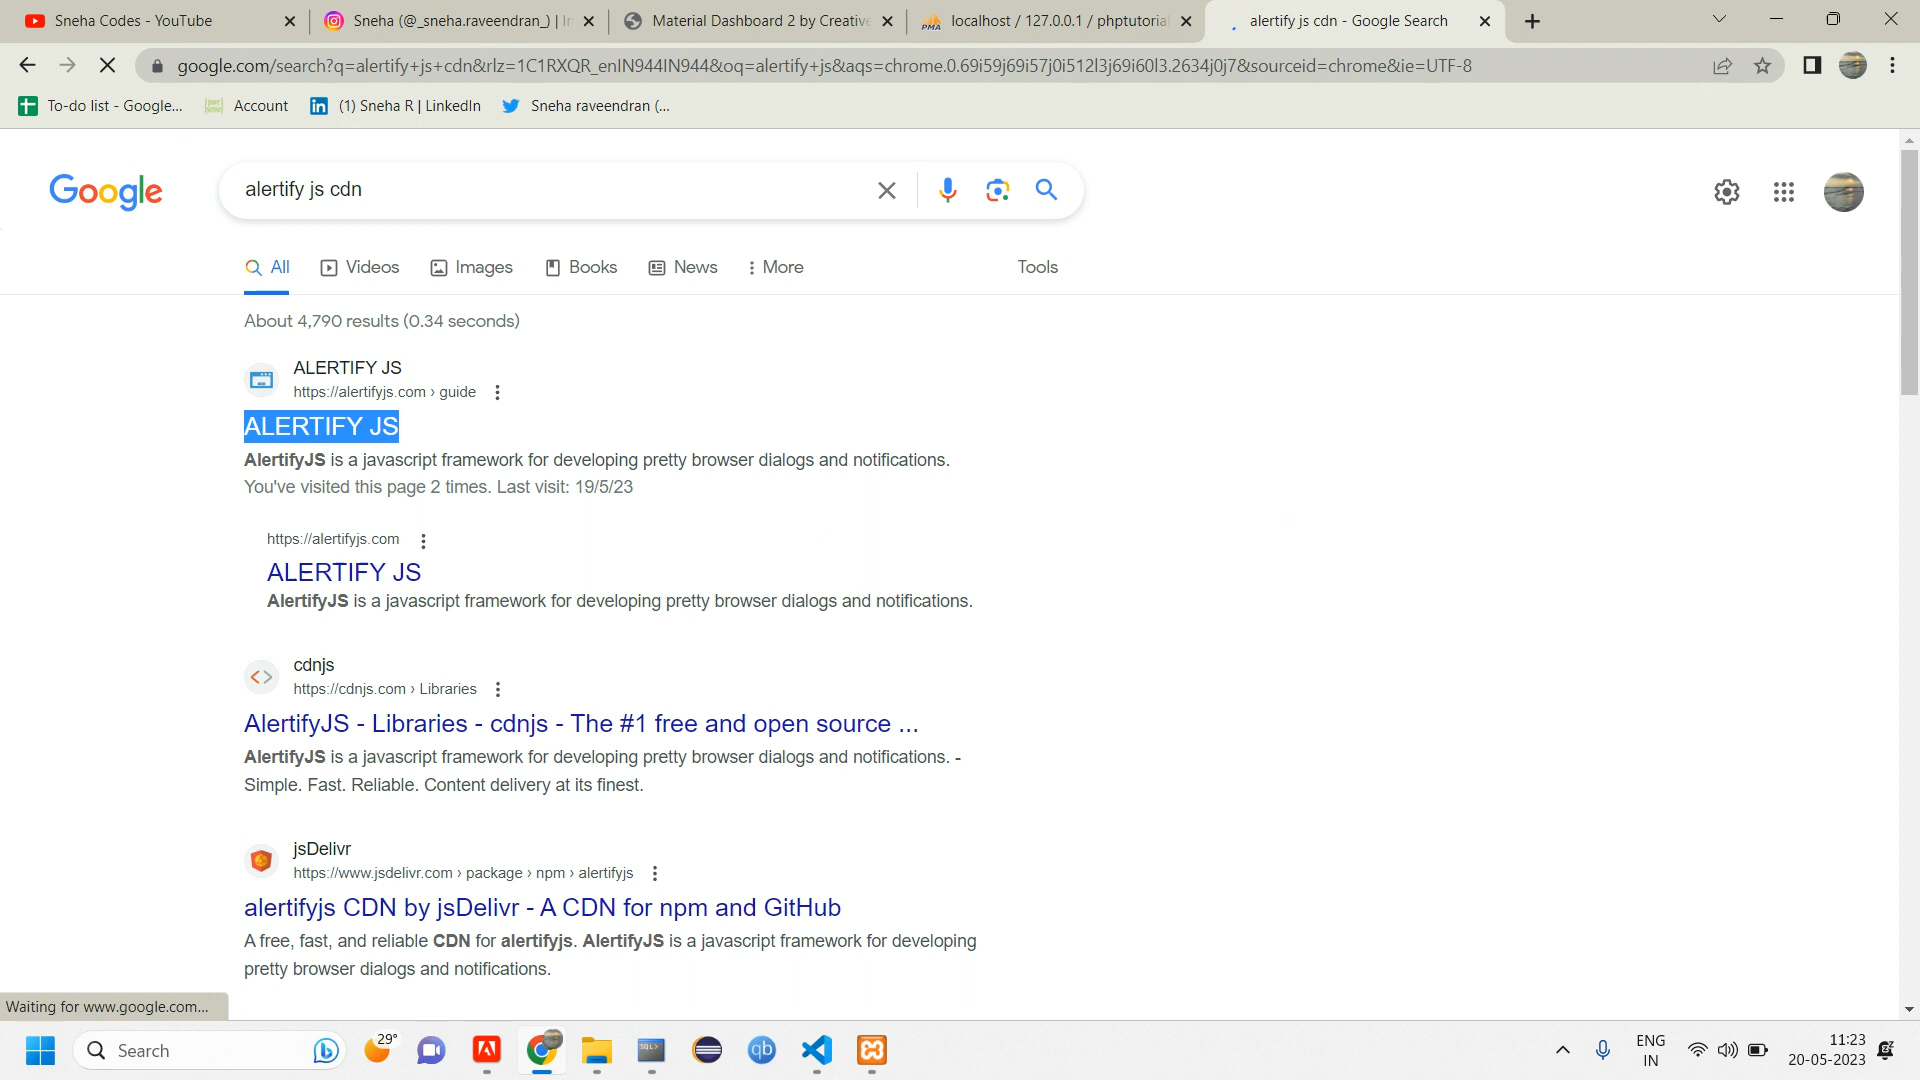 Sneha Codes - YouTube
Sneha (@_sneha.raveendran_) | In
Material Dashboard 2 by Creative
PMA
localhost / 127.0.0.1 / phptutorial
alertify js cdn - Google Search
google.com/search?q=alertify+js+cdn&rlz=1C1RXQR_enIN944IN944&oq=alertify+js&aqs=chrome.0.69i59j69i57j0i512l3j69i60l3.2634j0j7&sourceid=chrome&ie=UTF-8
To-do list - Google...
Account
(1) Sneha R | LinkedIn
Sneha raveendran (...
Google
alertify js cdn
All
Videos
Images
Books
News
More
Tools
About 4,790 results (0.34 seconds)
ALERTIFY JS
https://alertifyjs.com › guide
ALERTIFY JS
AlertifyJS is a javascript framework for developing pretty browser dialogs and notifications.
You've visited this page 2 times. Last visit: 19/5/23
https://alertifyjs.com
ALERTIFY JS
AlertifyJS is a javascript framework for developing pretty browser dialogs and notifications.
cdnjs
https://cdnjs.com › Libraries
AlertifyJS - Libraries - cdnjs - The #1 free and open source ...
AlertifyJS is a javascript framework for developing pretty browser dialogs and notifications. -
Simple. Fast. Reliable. Content delivery at its finest.
jsDelivr
https://www.jsdelivr.com › package › npm › alertifyjs
alertifyjs CDN by jsDelivr - A CDN for npm and GitHub
A free, fast, and reliable CDN for alertifyjs. AlertifyJS is a javascript framework for developing
pretty browser dialogs and notifications.
Waiting for www.google.com...
Search
29°
SQL>
qb
ENG
IN
11:23
20-05-2023